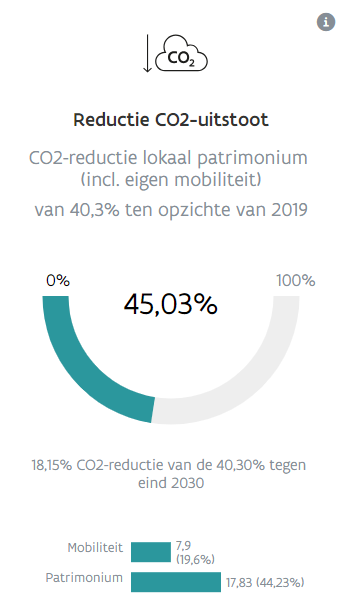 i
CO2
Reductie CO2-uitstoot
CO2-reductie lokaal patrimonium
(incl. eigen mobiliteit)
van 40,3% ten opzichte van 2019
0%
100%
45,03%
18,15% CO2-reductie van de 40,30% tegen
eind 2030
Mobiliteit
7,9
(19,6%)
Patrimonium
17,83 (44,23%)